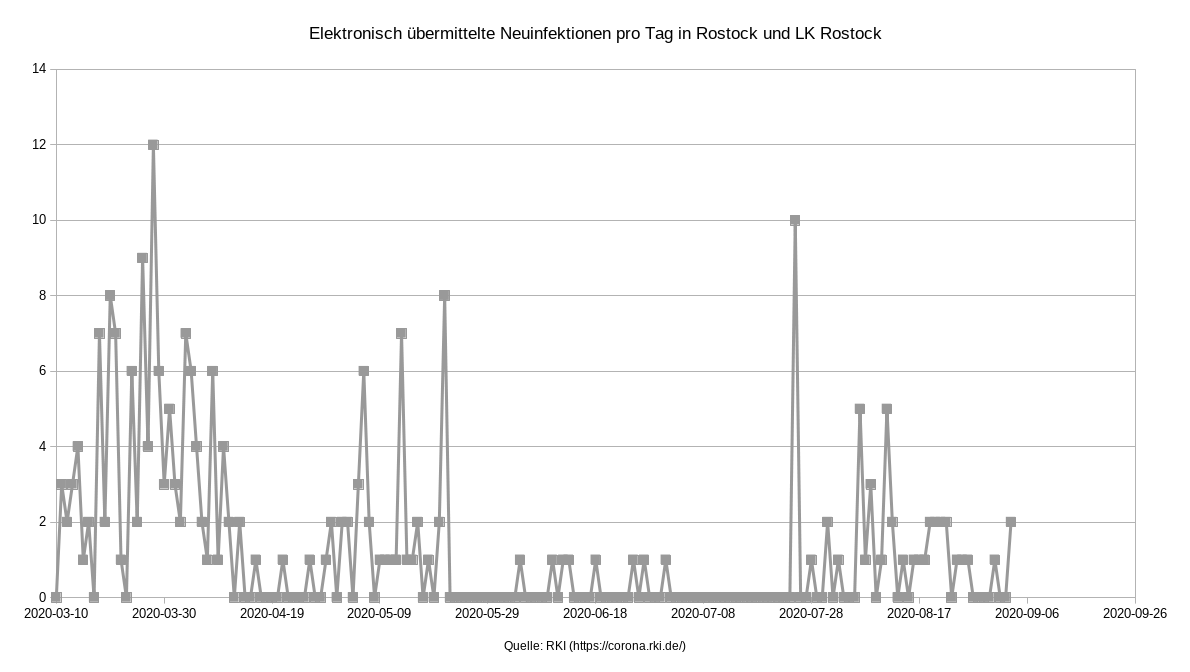 Elektronisch übermittelte Neuinfektionen pro Tag in Rostock und LK Rostock
14
12
10
8
6
4
2
0
2020-03-10 2020-03-30 2020-04-19 2020-05-09 2020-05-29 2020-06-18 2020-07-08 2020-07-28 2020-08-17 2020-09-06 2020-09-26
Quelle: RKI (https://corona.rki.de/)